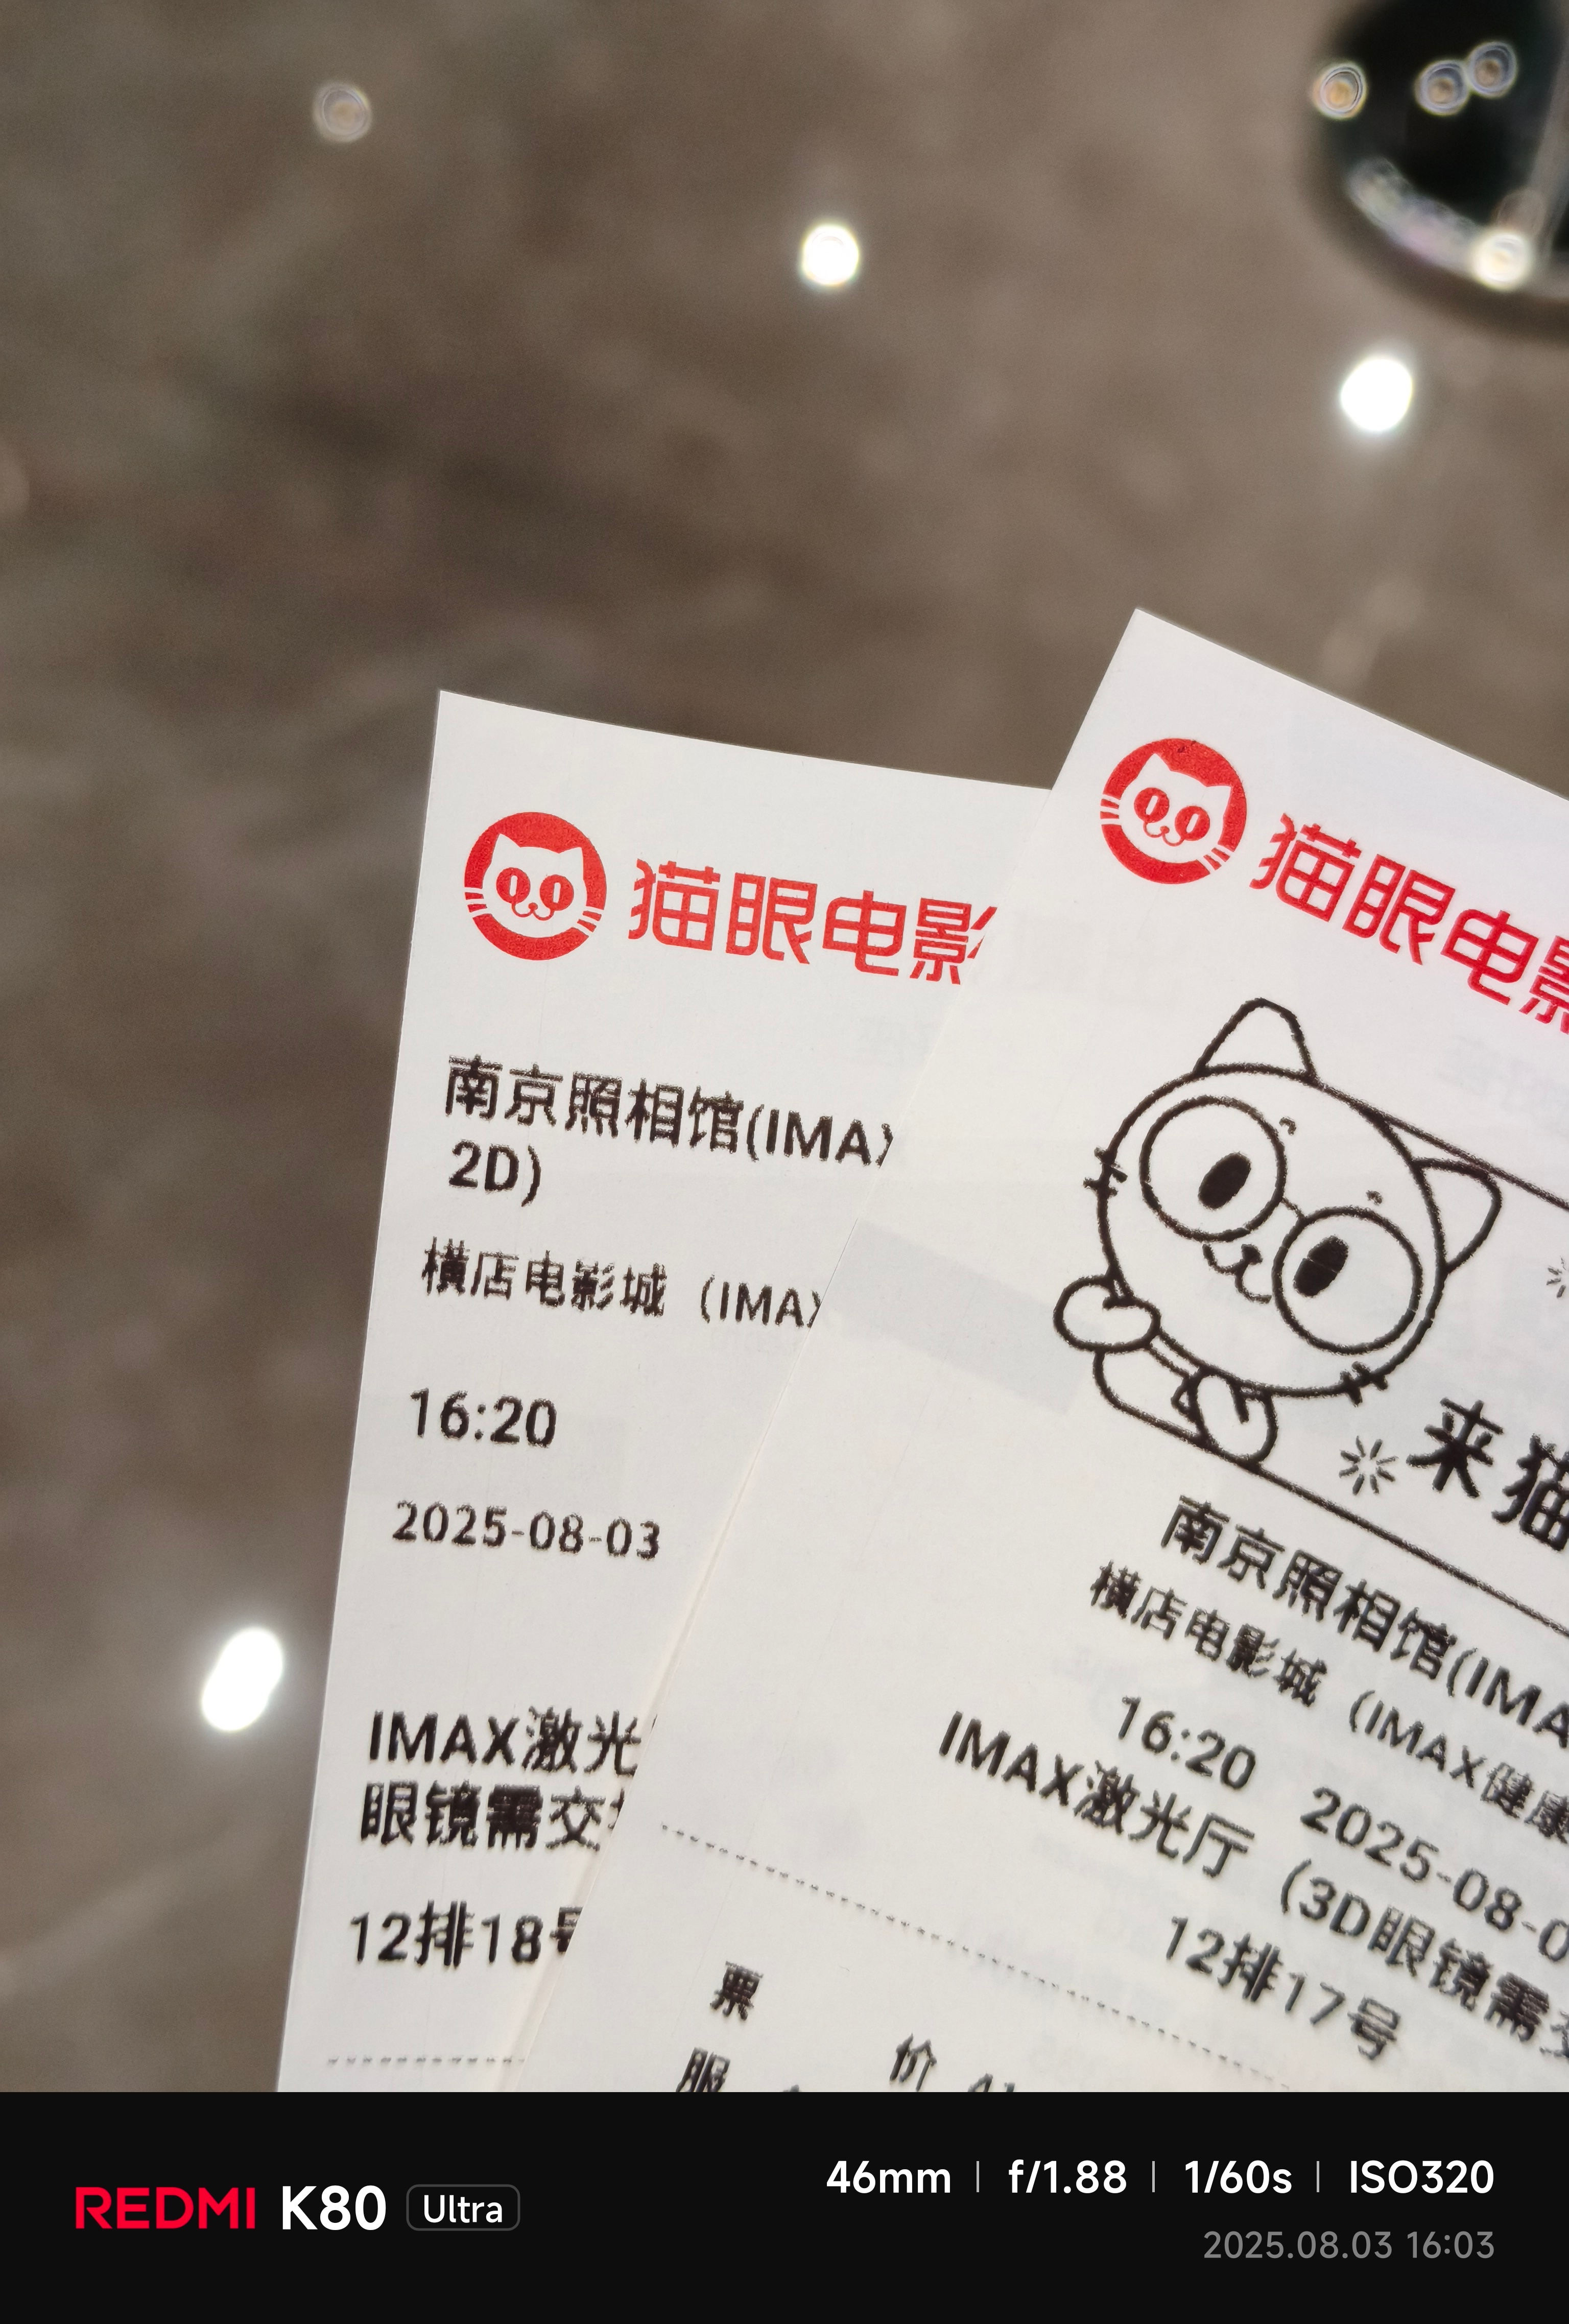 猫眼电影
南京照相馆(IMAX
2D)
横店电影城（IMAX
16:20
2025-08-03
IMAX激光
眼镜需交
12排18号
猫眼电影
来猫
南京照相馆(IMA
横店电影城（IMAX健康
16:20 2025-08-0
IMAX激光厅（3D眼镜需交
12排17号
票 价
服
REDMI K80 Ultra
46mm | f/1.88 | 1/60s | ISO320
2025.08.03 16:03